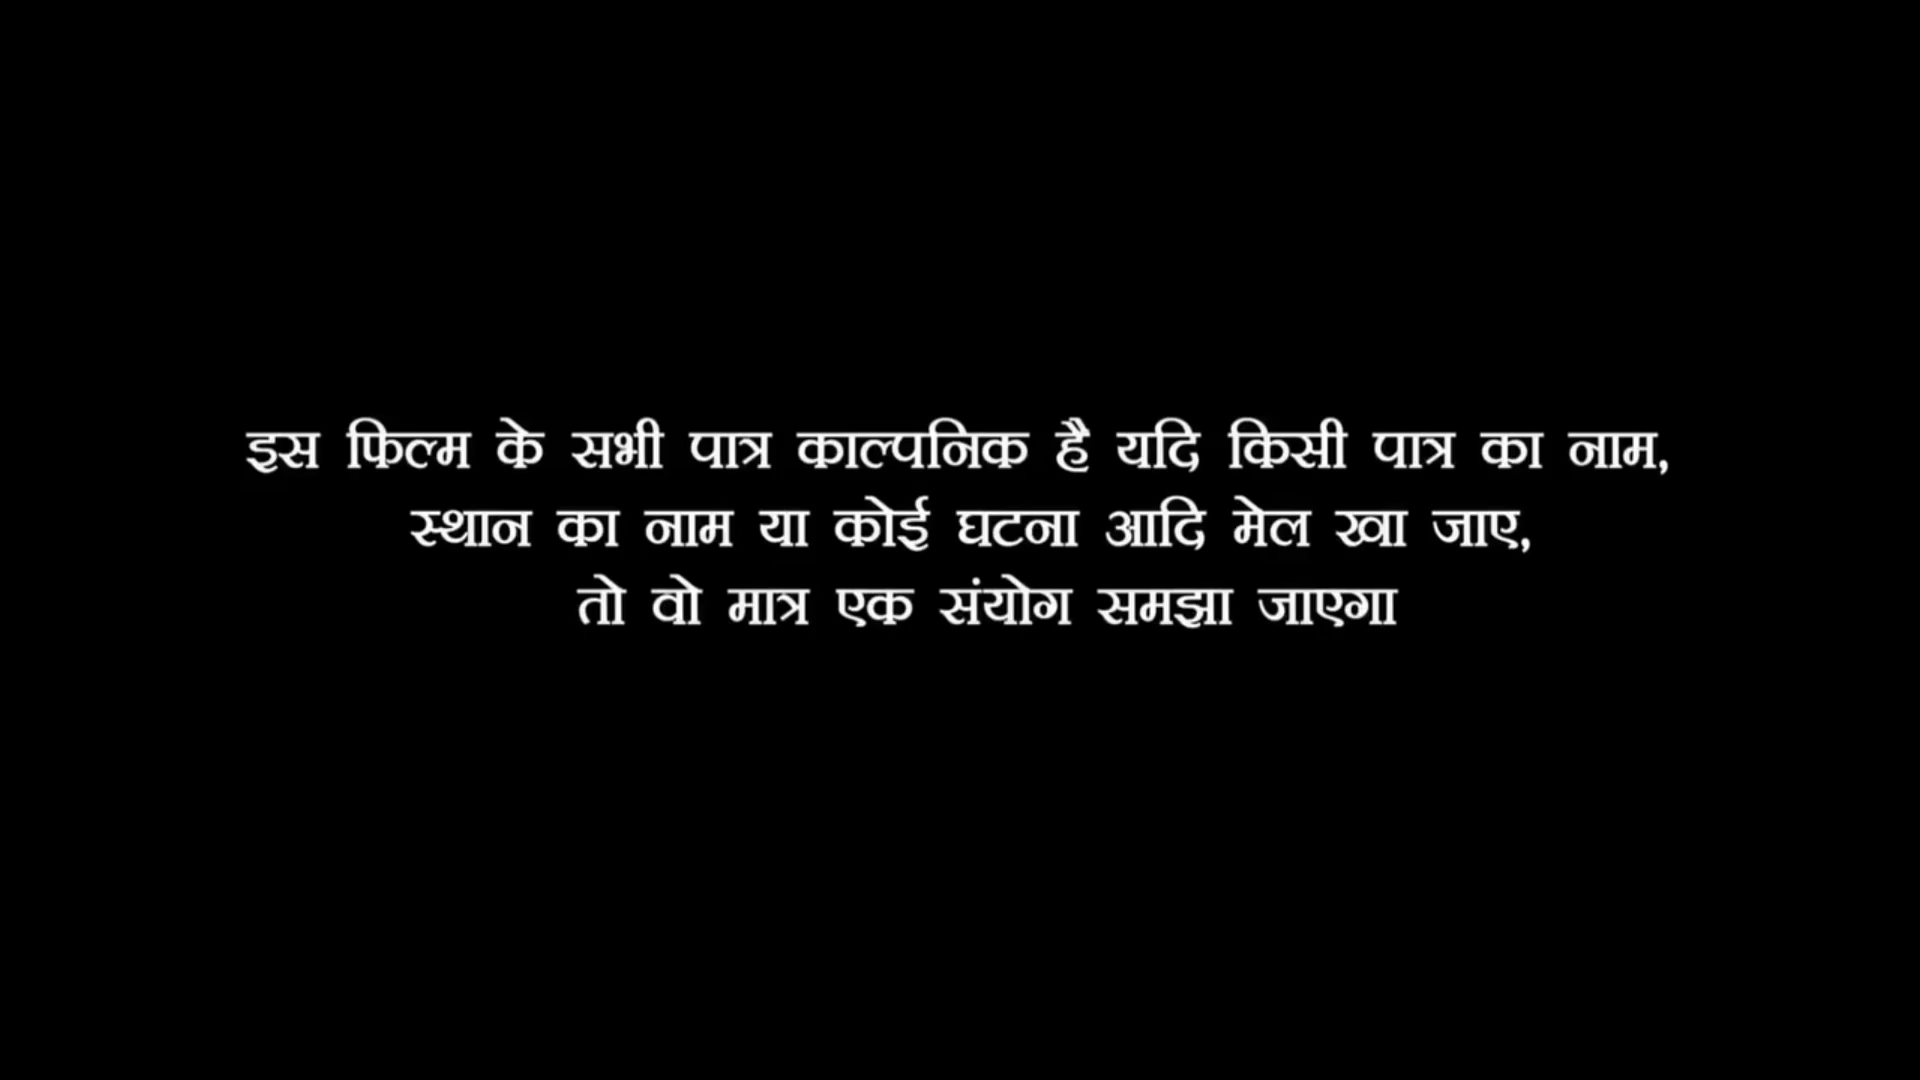 इस फिल्म के सभी पात्र काल्पनिक है यदि किसी पात्र का नाम,
स्थान का नाम या कोई घटना आदि मेल खा जाए,
तो वो मात्र एक संयोग समझा जाएगा